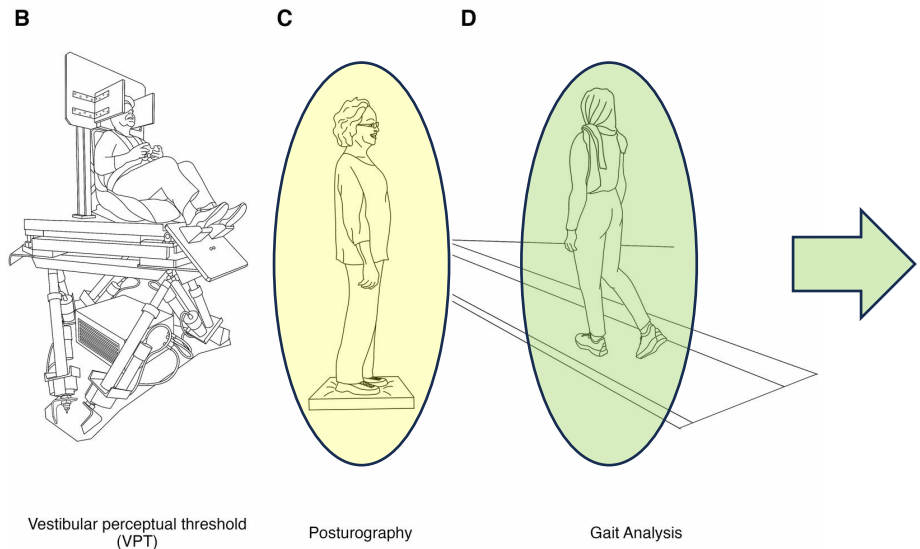 B
C
D
Vestibular perceptual threshold
(VPT)
Posturography
Gait Analysis